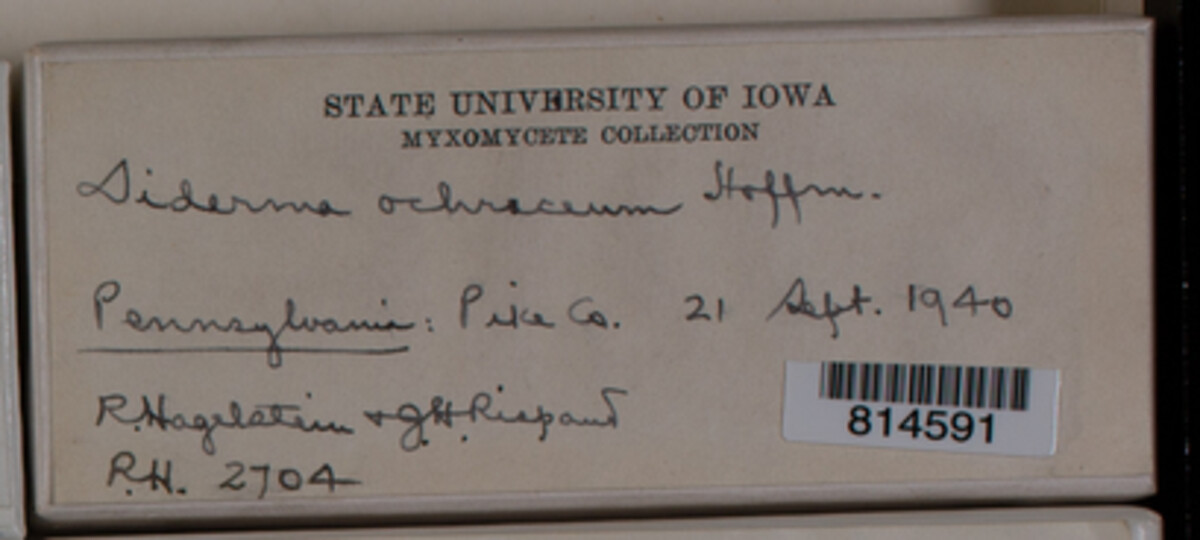 STATE UNIVERSITY OF IOWA
MYXOMYCETE COLLECTION
Diderma ochraceum Hoffm.
Pennsylvania: Pike Co. 21 Sept. 1940
R. Hagelstein & J.H. Rispaud
R.H. 2704
814591